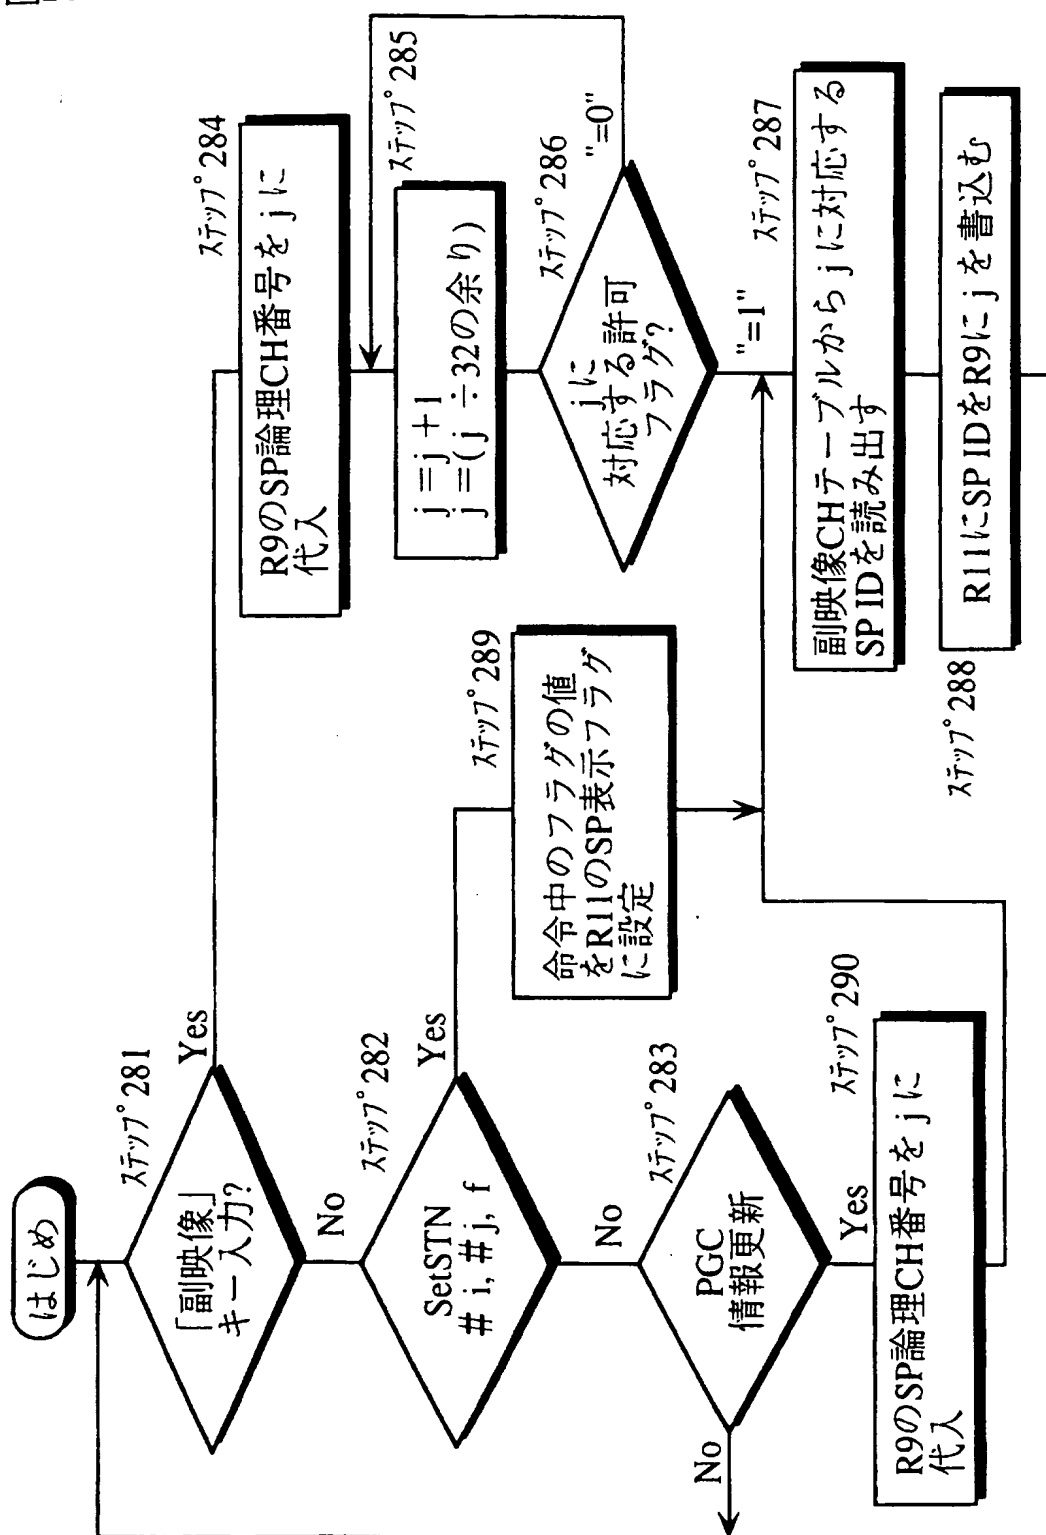 はじめ
ステップ281
「副映像」
キー入力?
Yes
No
ステップ282
SetSTN
# i, #j, f
Yes
No
ステップ283
PGC
情報更新
No
Yes
ステップ290
R9のSP論理CH番号をjに
代入
ステップ289
命令中のフラグの値
をR11のSP表示フラグ
に設定
ステップ284
R9のSP論理CH番号をjに
代入
ステップ285
j=j+1
j=(j÷32の余り)
ステップ286
jに
対応する許可
フラグ?
"=0"
"=1"
ステップ287
副映像CHテーブルからjに対応する
SP IDを読み出す
ステップ288
R11にSP IDをR9にjを書込む